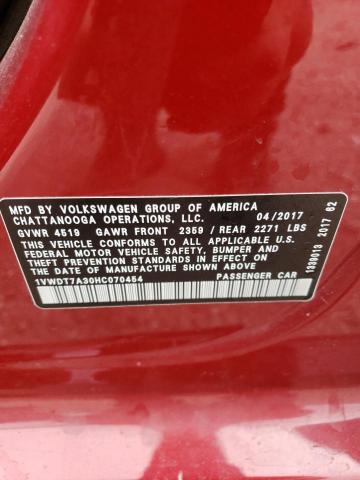 MFD BY VOLKSWAGEN GROUP OF AMERICA
CHATTANOOGA OPERATIONS, LLC. 04/2017
GVWR 4519 GAWR FRONT 2359 / REAR 2271 LBS
THIS VEHICLE CONFORMS TO ALL APPLICABLE U.S.
FEDERAL MOTOR VEHICLE SAFETY, BUMPER, AND
THEFT PREVENTION STANDARDS IN EFFECT ON THE
DATE OF MANUFACTURE SHOWN ABOVE.
1VWDT7A30HC070454 PASSENGER CAR
1339013 2017 62